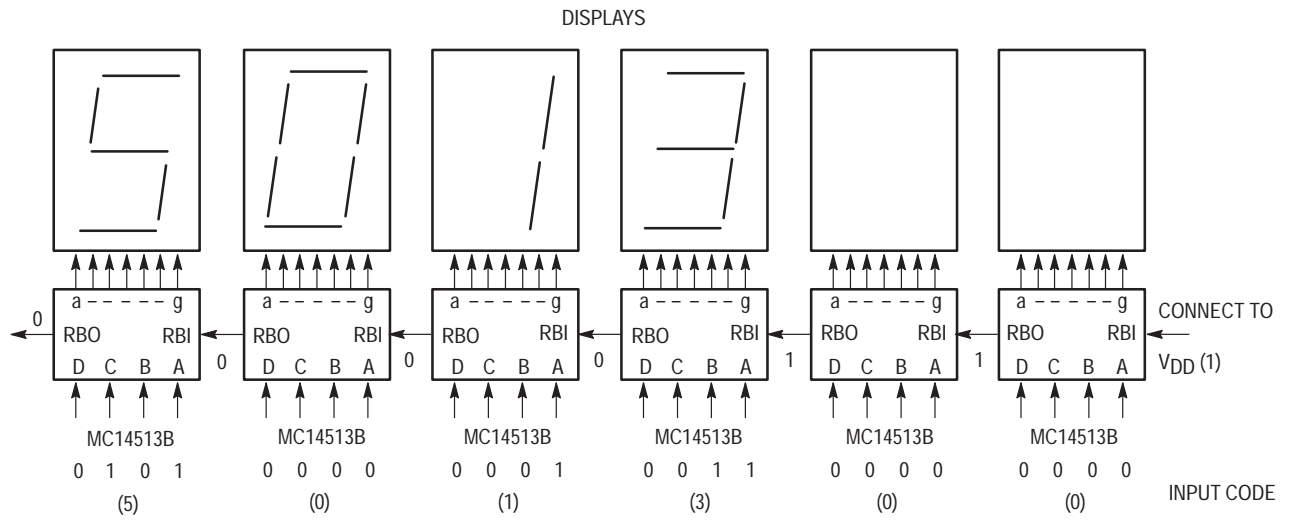 DISPLAYS
a - - - - - g a - - - - - g a - - - - - g a - - - - - g a - - - - - g a - - - - - g CONNECT TO
0 RBO RBI RBO RBI RBO RBI RBO RBI RBO RBI RBO RBI
D C B A 0 D C B A 0 D C B A 0 D C B A 1 D C B A 1 D C B A VDD (1)
MC14513B MC14513B MC14513B MC14513B MC14513B MC14513B
0 1 0 1 0 0 0 0 0 0 0 1 0 0 1 1 0 0 0 0 0 0 0 0
(5) (0) (1) (3) (0) (0) INPUT CODE